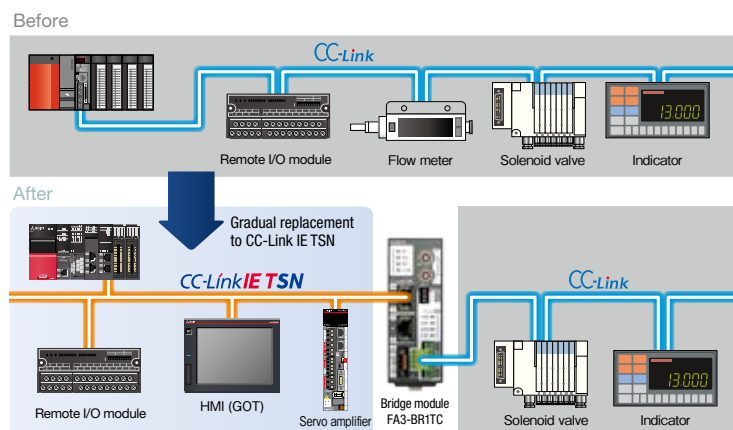 Before
CC-Link
13.000
Remote I/O module
Flow meter
Solenoid valve
Indicator
After
Gradual replacement
to CC-Link IE TSN
CC-Link IE TSN
CC-Link
13.000
Remote I/O module
HMI (GOT)
Servo amplifier
Bridge module
FA3-BR1TC
Solenoid valve
Indicator